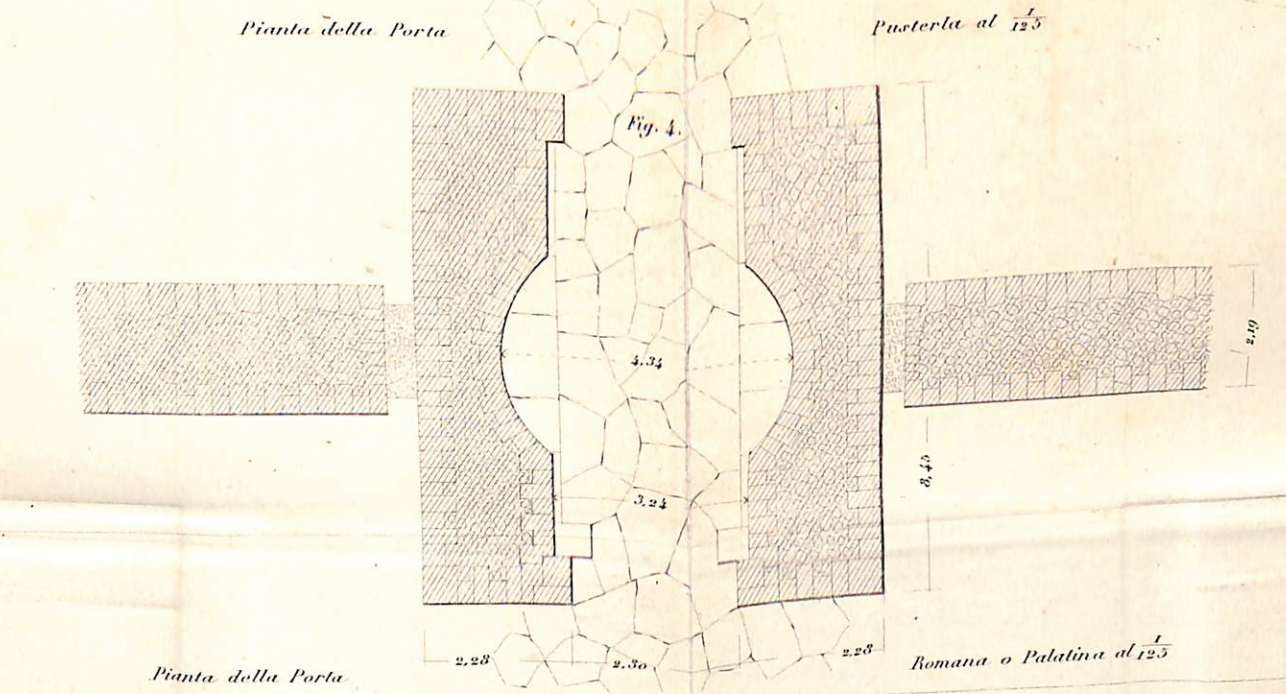 Pianta della Porta Pusterla al 1/125
Fig. 4.
4,34
2,19
8,45
3,24
2,28 2,30 2,28
Pianta della Porta Romana o Palatina al 1/125